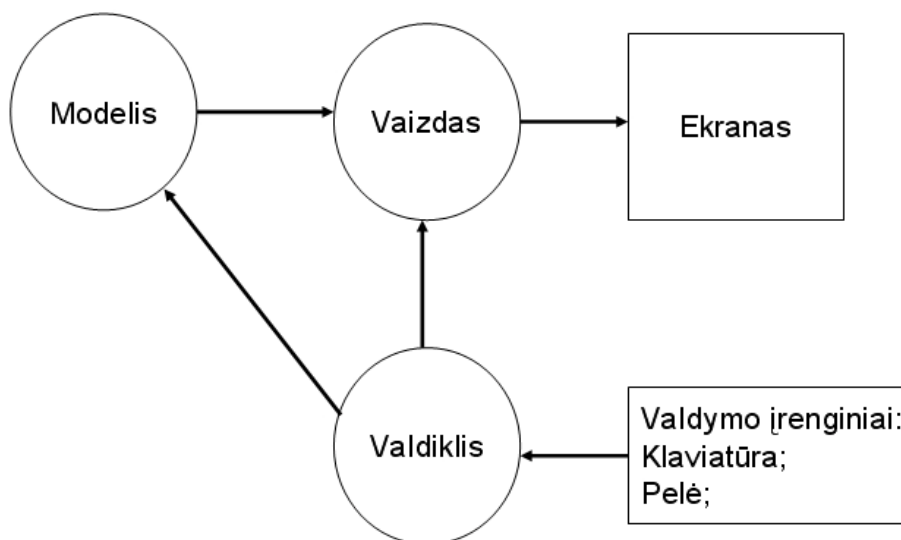 Modelis
Vaizdas
Ekranas
Valdiklis
Valdymo įrenginiai:
Klaviatūra;
Pelė;